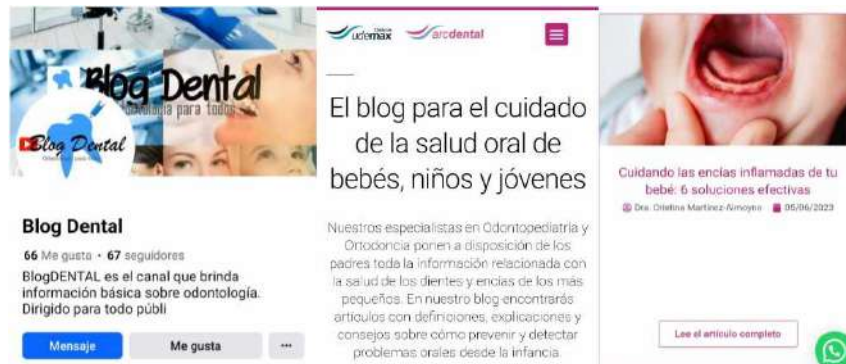 Blog Dental
Odontología para todos
Blog Dental
Blog Dental
66 Me gusta • 67 seguidores
BlogDENTAL es el canal que brinda
información básica sobre odontología.
Dirigido para todo públi
Mensaje
Me gusta
...
udemax
arcdental
El blog para el cuidado
de la salud oral de
bebés, niños y jóvenes
Nuestros especialistas en Odontopediatría y
Ortodoncia ponen a disposición de los
padres toda la información relacionada con
la salud de los dientes y encías de los más
pequeños. En nuestro blog encontrarás
artículos con definiciones, explicaciones y
consejos sobre cómo prevenir y detectar
problemas orales desde la infancia.
Cuidando las encías inflamadas de tu
bebé: 6 soluciones efectivas
Dra. Cristina Martínez-Almoyna 05/06/2023
Lee el artículo completo